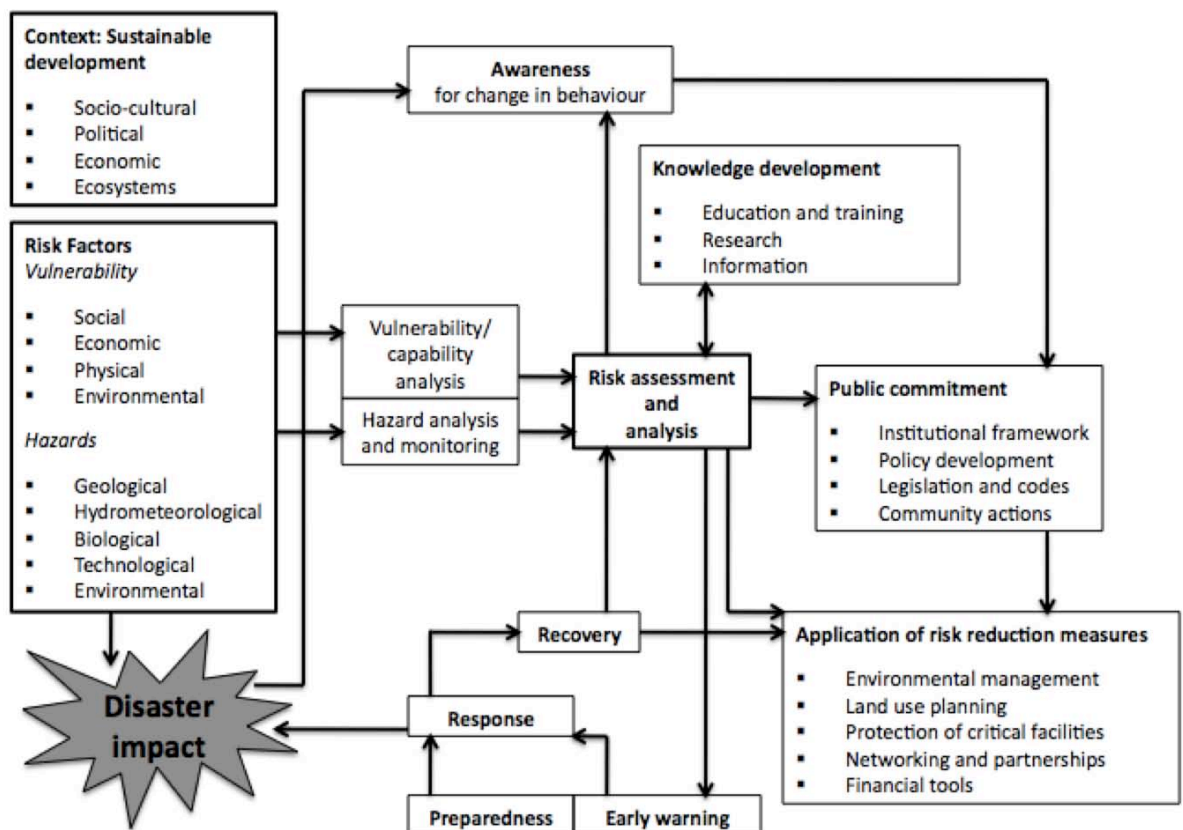 Context: Sustainable
development
▪ Socio-cultural
▪ Political
▪ Economic
▪ Ecosystems
Risk Factors
Vulnerability
▪ Social
▪ Economic
▪ Physical
▪ Environmental
Hazards
▪ Geological
▪ Hydrometeorological
▪ Biological
▪ Technological
▪ Environmental
Disaster
impact
Awareness
for change in behaviour
Knowledge development
▪ Education and training
▪ Research
▪ Information
Vulnerability/
capability
analysis
Hazard analysis
and monitoring
Risk assessment
and
analysis
Public commitment
▪ Institutional framework
▪ Policy development
▪ Legislation and codes
▪ Community actions
Recovery
Response
Preparedness
Early warning
Application of risk reduction measures
▪ Environmental management
▪ Land use planning
▪ Protection of critical facilities
▪ Networking and partnerships
▪ Financial tools